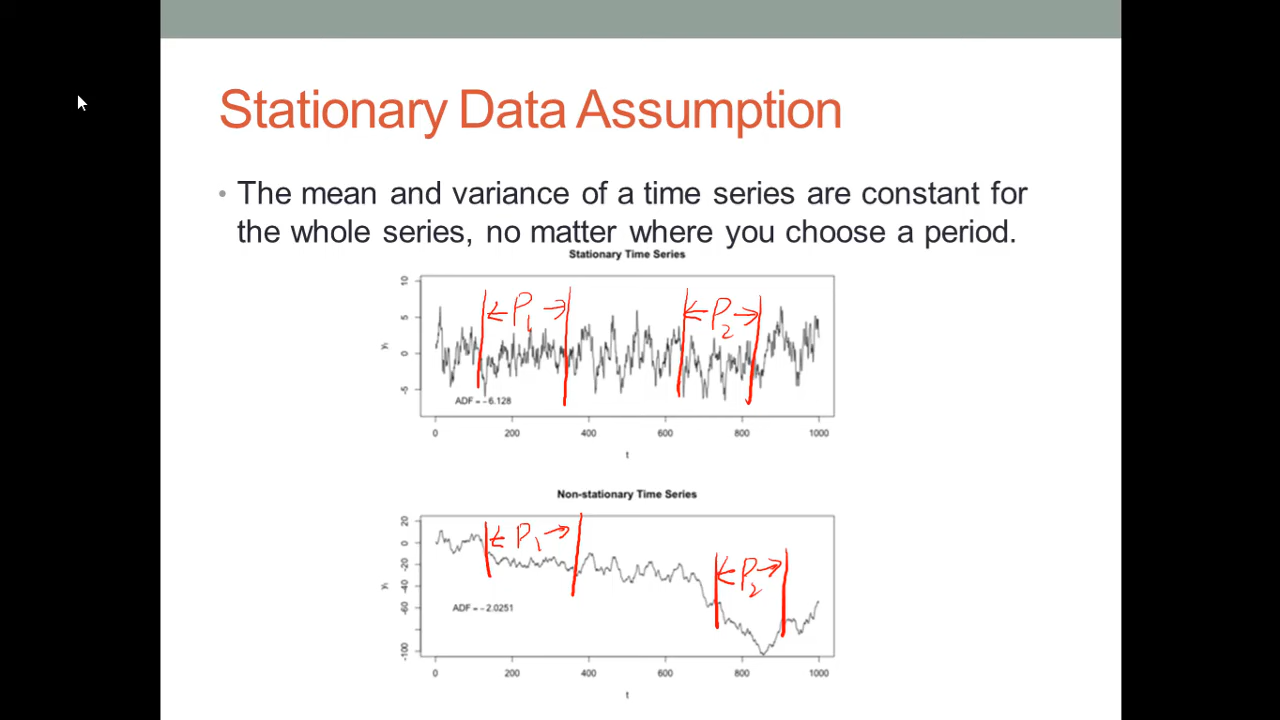 Stationary Data Assumption
• The mean and variance of a time series are constant for
the whole series, no matter where you choose a period.
Stationary Time Series
10
5
0
-5
yt
P1
P2
ADF = - 6.128
0 200 400 600 800 1000
t
Non-stationary Time Series
20
0
-20
-40
-60
-100
yt
P1
P2
ADF = - 2.0251
0 200 400 600 800 1000
t